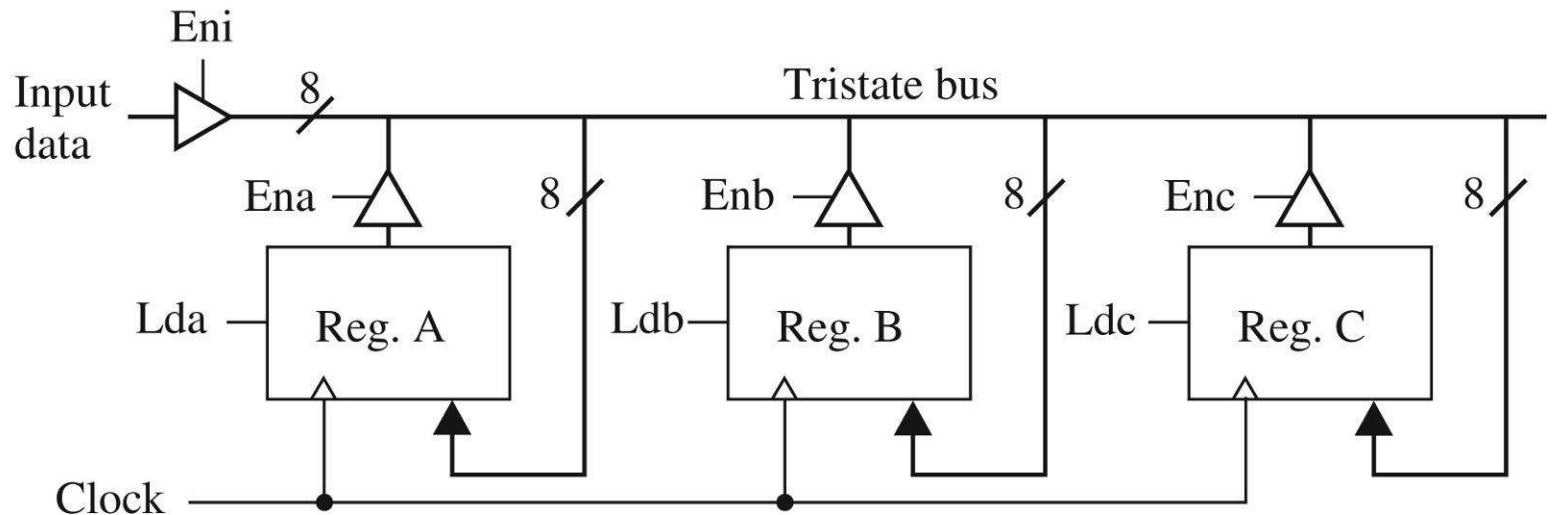 Eni
Input
data
8
Tristate bus
Ena
8
Enb
8
Enc
8
Lda
Reg. A
Ldb
Reg. B
Ldc
Reg. C
Clock